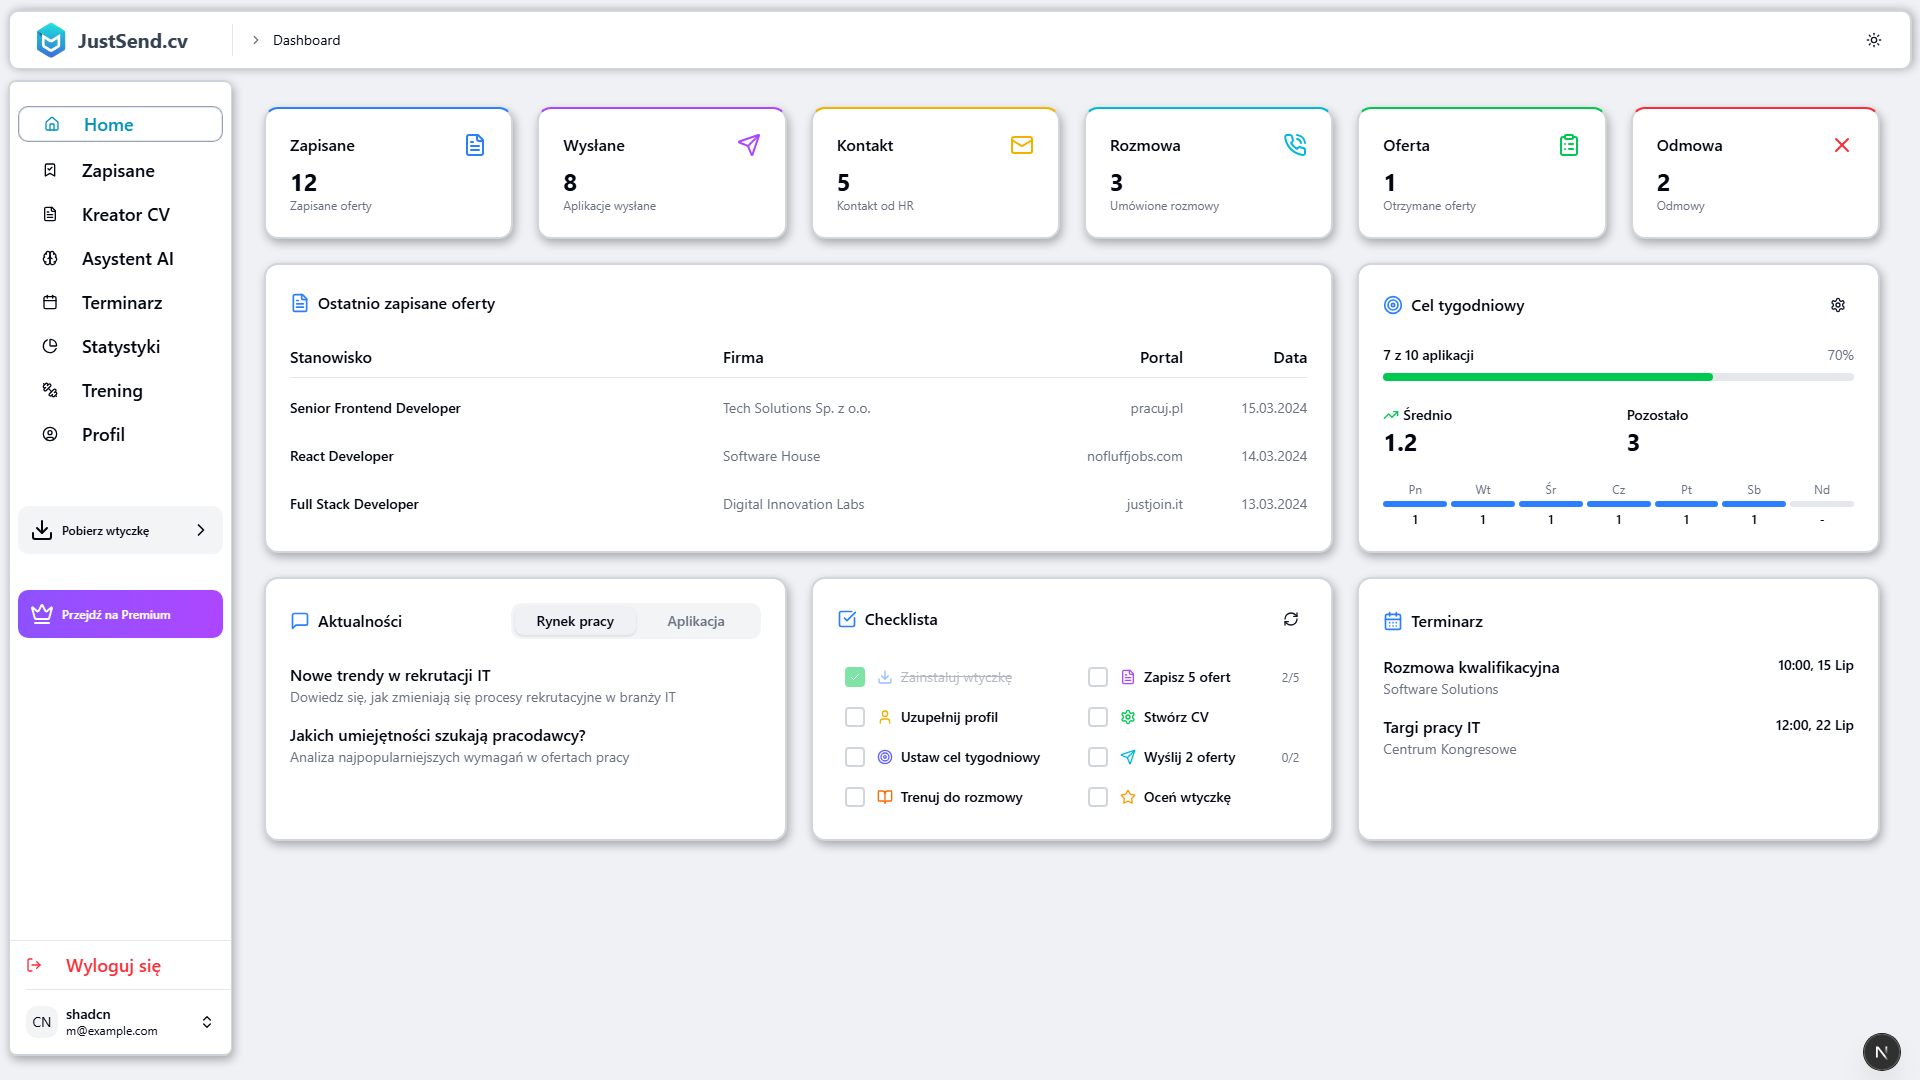 JustSend.cv
Dashboard
Home
Zapisane
Kreator CV
Asystent AI
Terminarz
Statystyki
Trening
Profil
Pobierz wtyczkę
Przejdź na Premium
Wyloguj się
CN
shadcn
m@example.com
Zapisane
12
Zapisane oferty
Wysłane
8
Aplikacje wysłane
Kontakt
5
Kontakt od HR
Rozmowa
3
Umówione rozmowy
Oferta
1
Otrzymane oferty
Odmowa
2
Odmowy
Ostatnio zapisane oferty
Stanowisko Firma Portal Data
Senior Frontend Developer Tech Solutions Sp. z o.o. pracuj.pl 15.03.2024
React Developer Software House nofluffjobs.com 14.03.2024
Full Stack Developer Digital Innovation Labs justjoin.it 13.03.2024
Cel tygodniowy
7 z 10 aplikacji 70%
Średnio Pozostało
1.2 3
Pn Wt Śr Cz Pt Sb Nd
1 1 1 1 1 1 -
Aktualności Rynek pracy Aplikacja
Nowe trendy w rekrutacji IT
Dowiedz się, jak zmieniają się procesy rekrutacyjne w branży IT
Jakich umiejętności szukają pracodawcy?
Analiza najpopularniejszych wymagań w ofertach pracy
Checklista
Zainstaluj wtyczkę Zapisz 5 ofert 2/5
Uzupełnij profil Stwórz CV
Ustaw cel tygodniowy Wyślij 2 oferty 0/2
Trenuj do rozmowy Oceń wtyczkę
Terminarz
Rozmowa kwalifikacyjna 10:00, 15 Lip
Software Solutions
Targi pracy IT 12:00, 22 Lip
Centrum Kongresowe
N